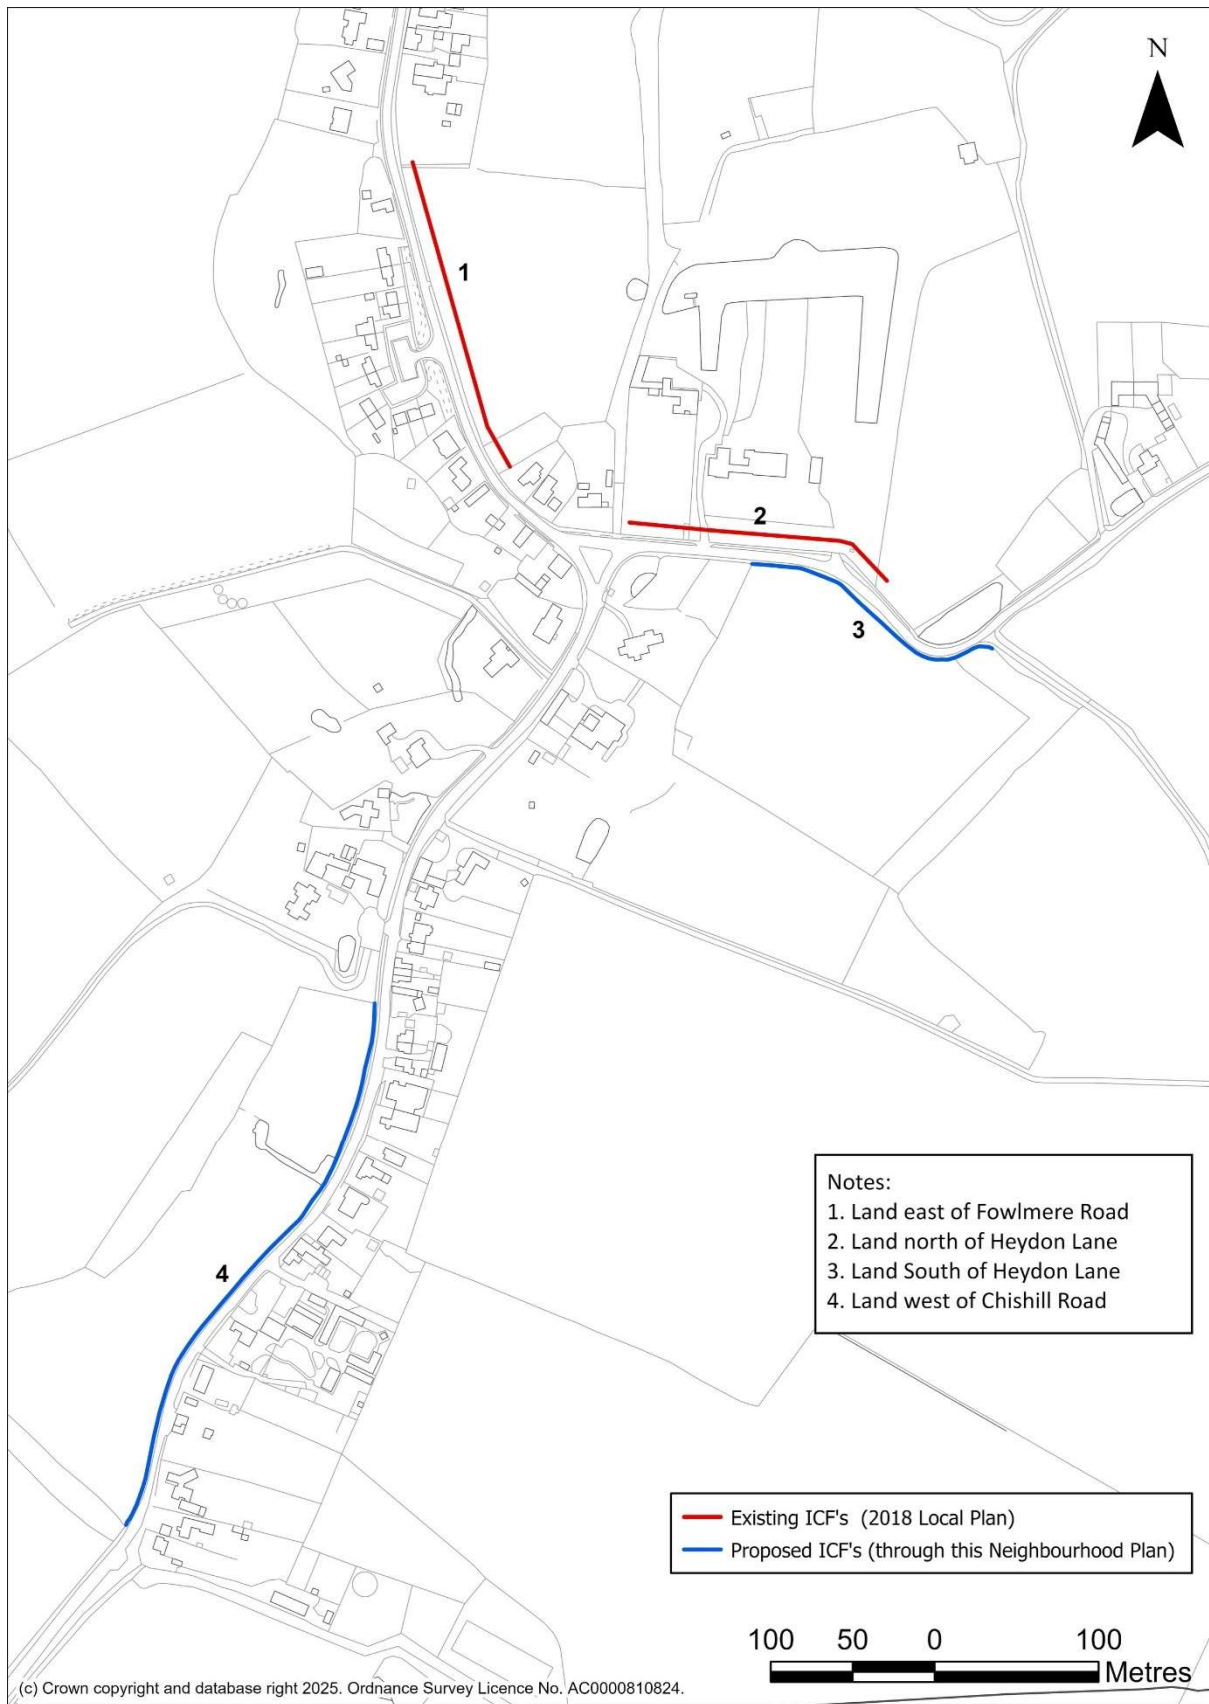 N
1
2
3
4
Notes:
1. Land east of Fowlmere Road
2. Land north of Heydon Lane
3. Land South of Heydon Lane
4. Land west of Chishill Road
Existing ICF's (2018 Local Plan)
Proposed ICF's (through this Neighbourhood Plan)
100 50 0 100
Metres
(c) Crown copyright and database right 2025. Ordnance Survey Licence No. AC0000810824.